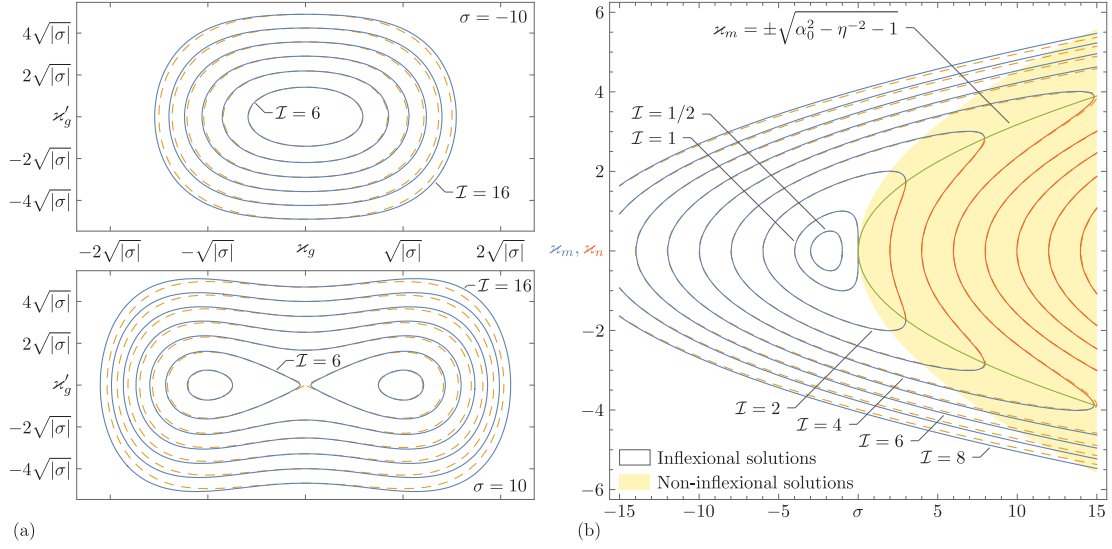 4√|σ|
2√|σ|
ϰ′g
−2√|σ|
−4√|σ|
σ = −10
I = 6
I = 16
−2√|σ|
−√|σ|
ϰg
√|σ|
2√|σ|
4√|σ|
2√|σ|
ϰ′g
−2√|σ|
−4√|σ|
I = 16
I = 6
σ = 10
(a)
6
4
2
ϰm, ϰn
−2
−4
−6
ϰm = ±√(α₀² − η⁻² − 1)
I = 1/2
I = 1
I = 2
I = 4
I = 6
I = 8
Inflexional solutions
Non-inflexional solutions
−15
−10
−5
σ
5
10
15
(b)